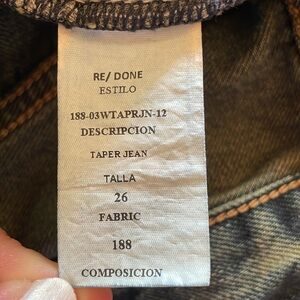 RE/ DONE
ESTILO
188-03WTAPRJN-12
DESCRIPCION
TAPER JEAN
TALLA
26
FABRIC
188
COMPOSICION